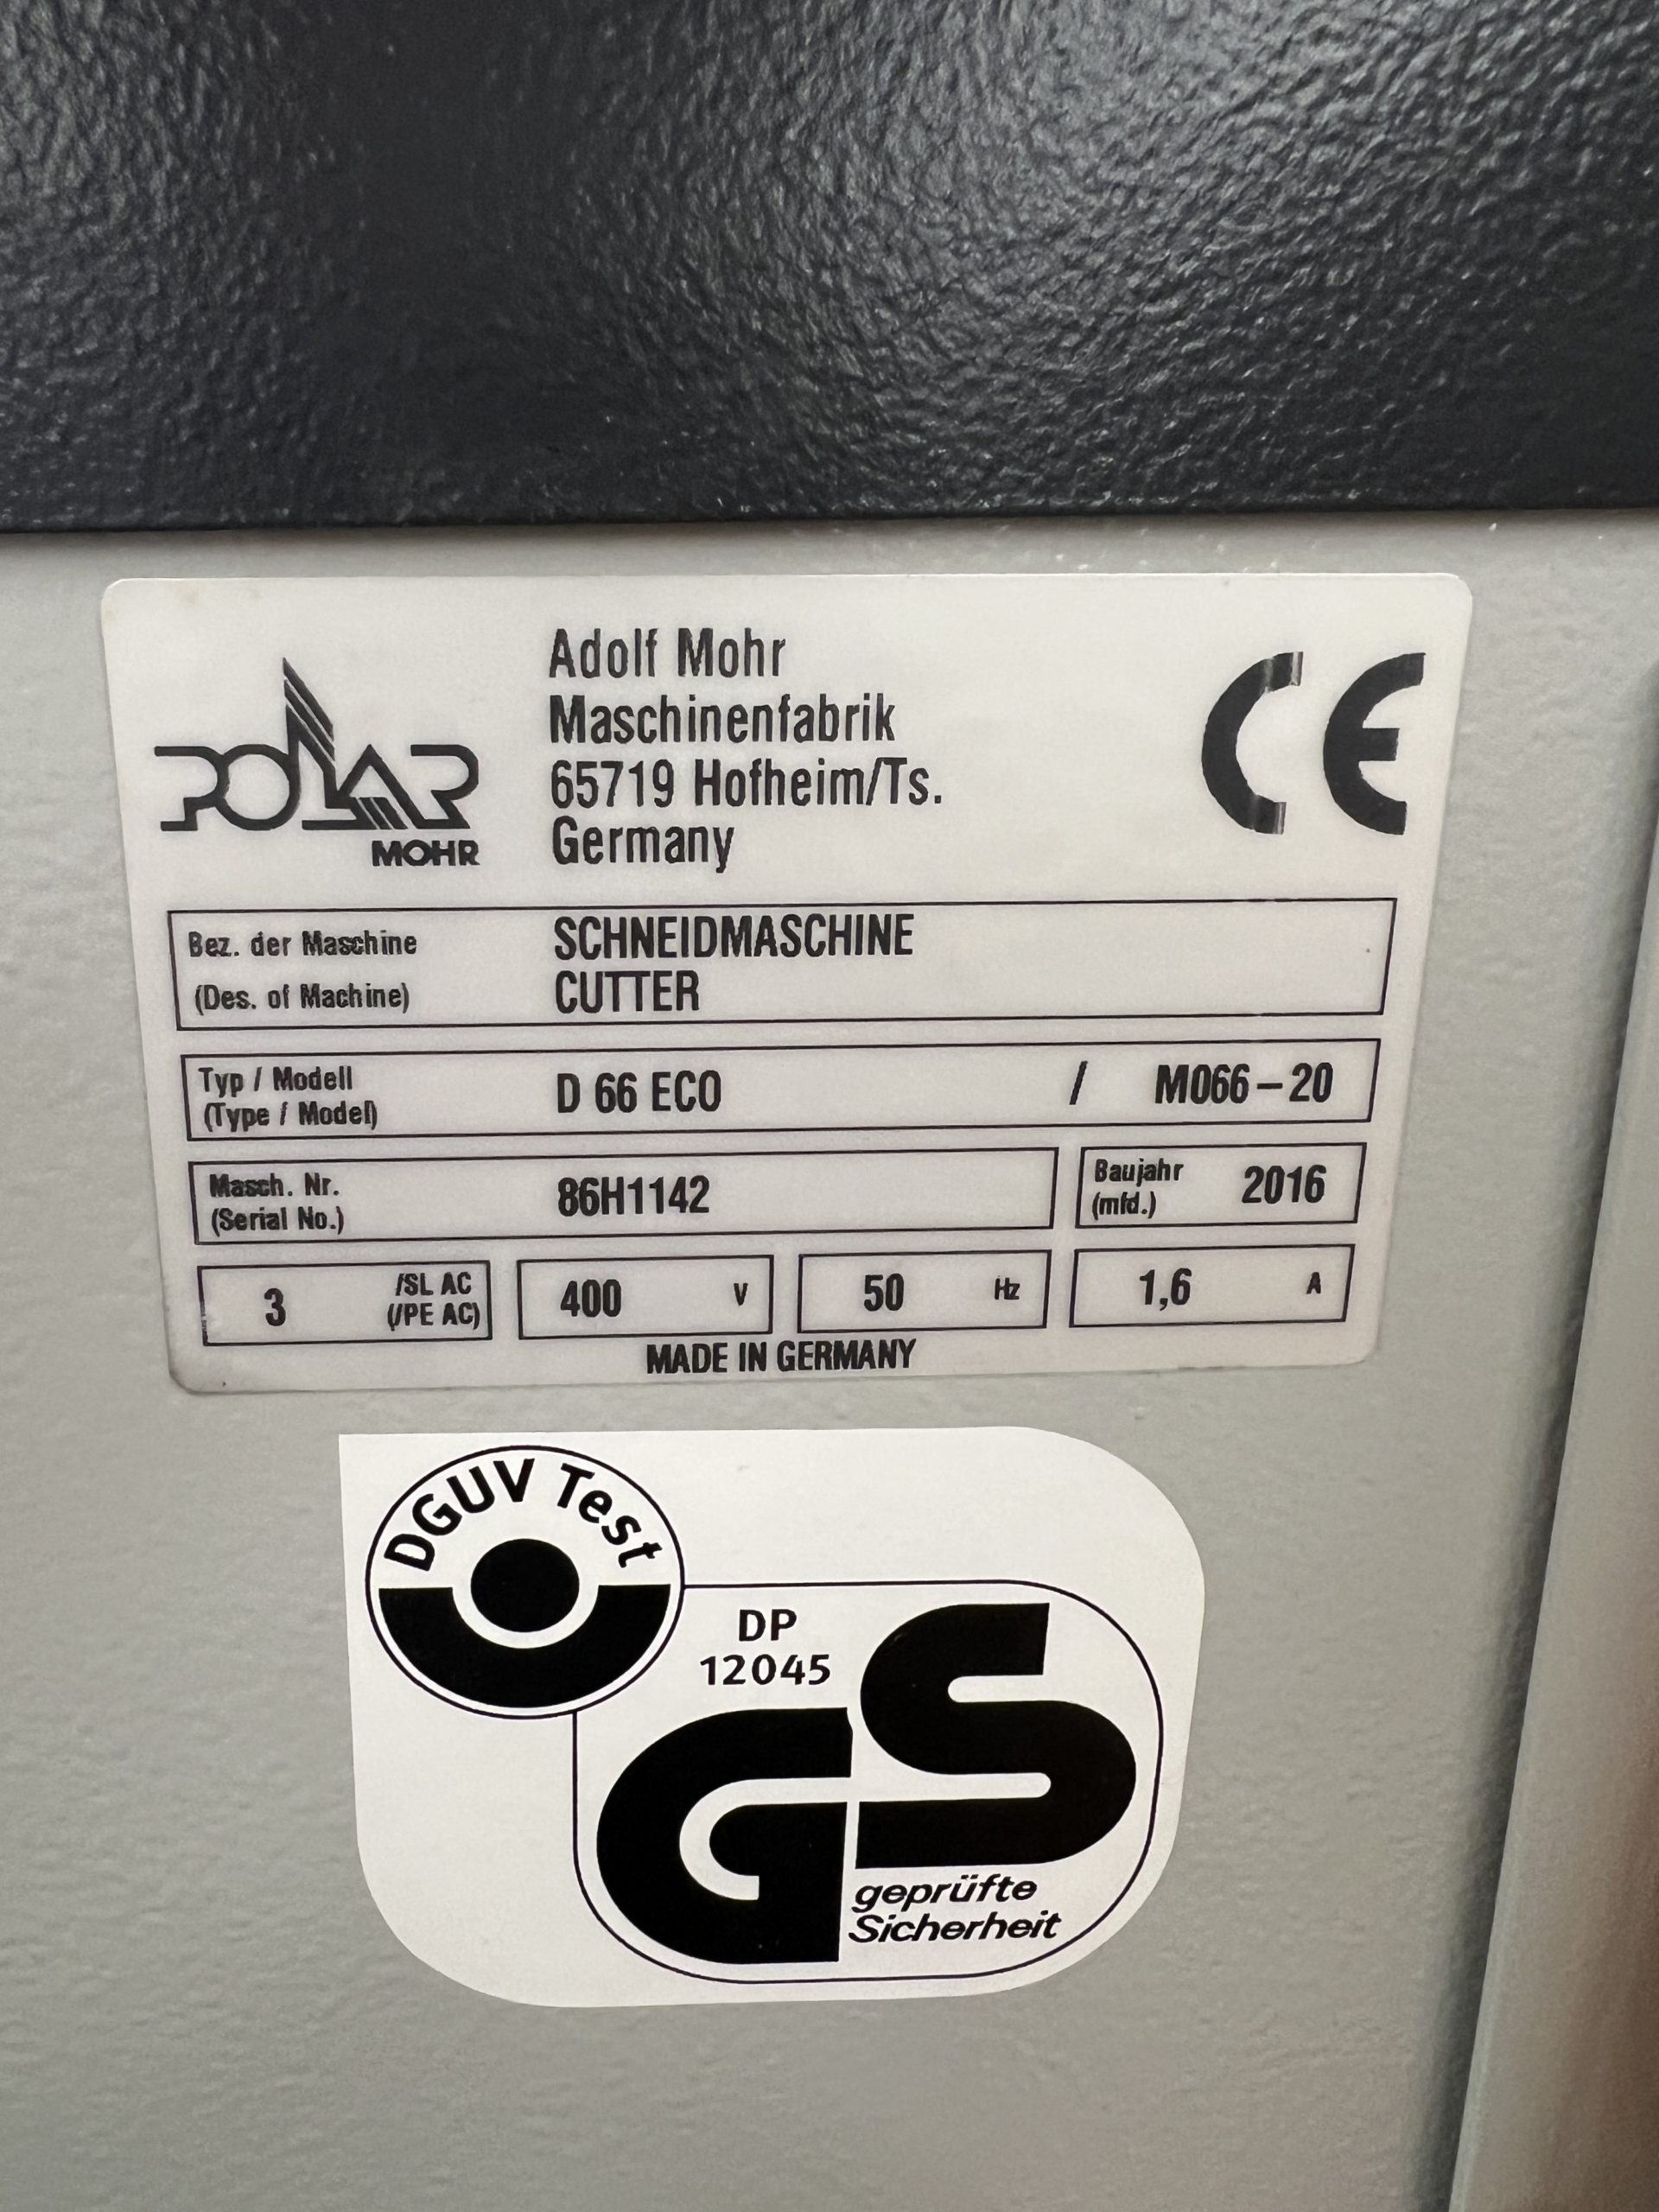 POLAR
MOHR
Adolf Mohr
Maschinenfabrik
65719 Hofheim/Ts.
Germany
CE
Bez. der Maschine SCHNEIDMASCHINE
(Des. of Machine) CUTTER
Typ / Modell
(Type / Model) D 66 ECO / M066-20
Masch. Nr.
(Serial No.) 86H1142
Baujahr
(mfd.) 2016
3 /SL AC
(/PE AC)
400 V
50 Hz
1,6 A
MADE IN GERMANY
DGUV Test
DP
12045
GS
geprüfte
Sicherheit